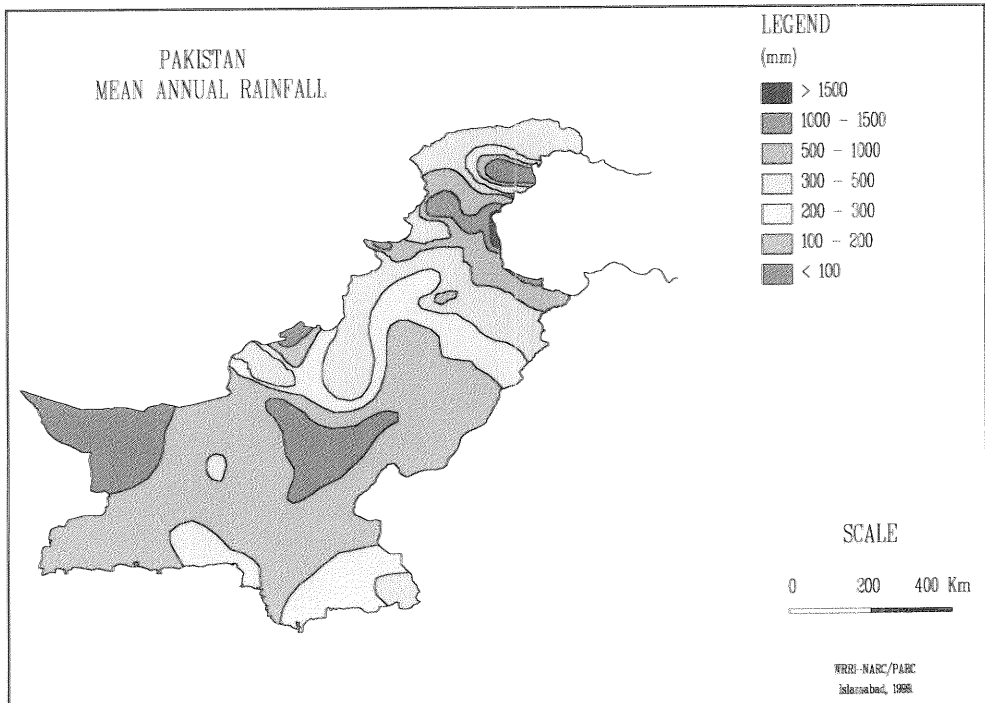 PAKISTAN
MEAN ANNUAL RAINFALL
LEGEND
(mm)
> 1500
1000 - 1500
500 - 1000
300 - 500
200 - 300
100 - 200
< 100
SCALE
0 200 400 Km
WRRI-NARC/PARC
Islamabad,